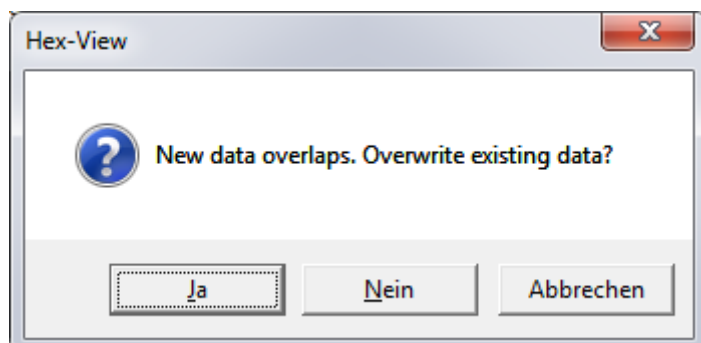 Hex-View
New data overlaps. Overwrite existing data?
Ja Nein Abbrechen